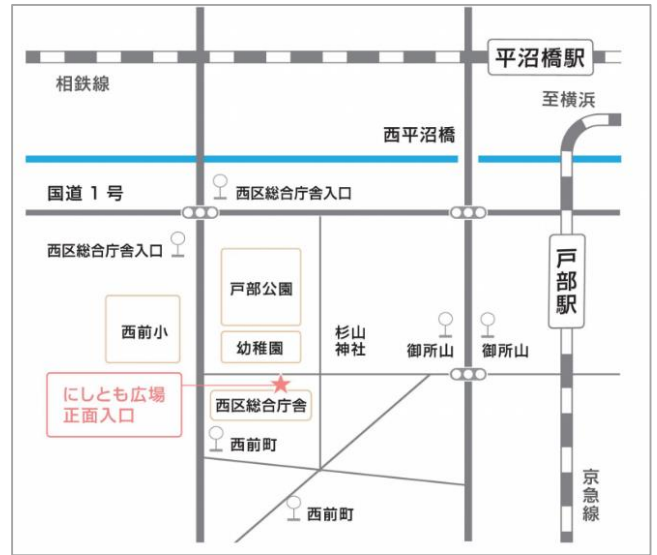 平沼橋駅
相鉄線
至横浜
西平沼橋
国道1号
西区総合庁舎入口
西区総合庁舎入口
戸部駅
戸部公園
西前小
幼稚園
杉山
神社
御所山
御所山
にしとも広場
正面入口
西区総合庁舎
西前町
西前町
京急線